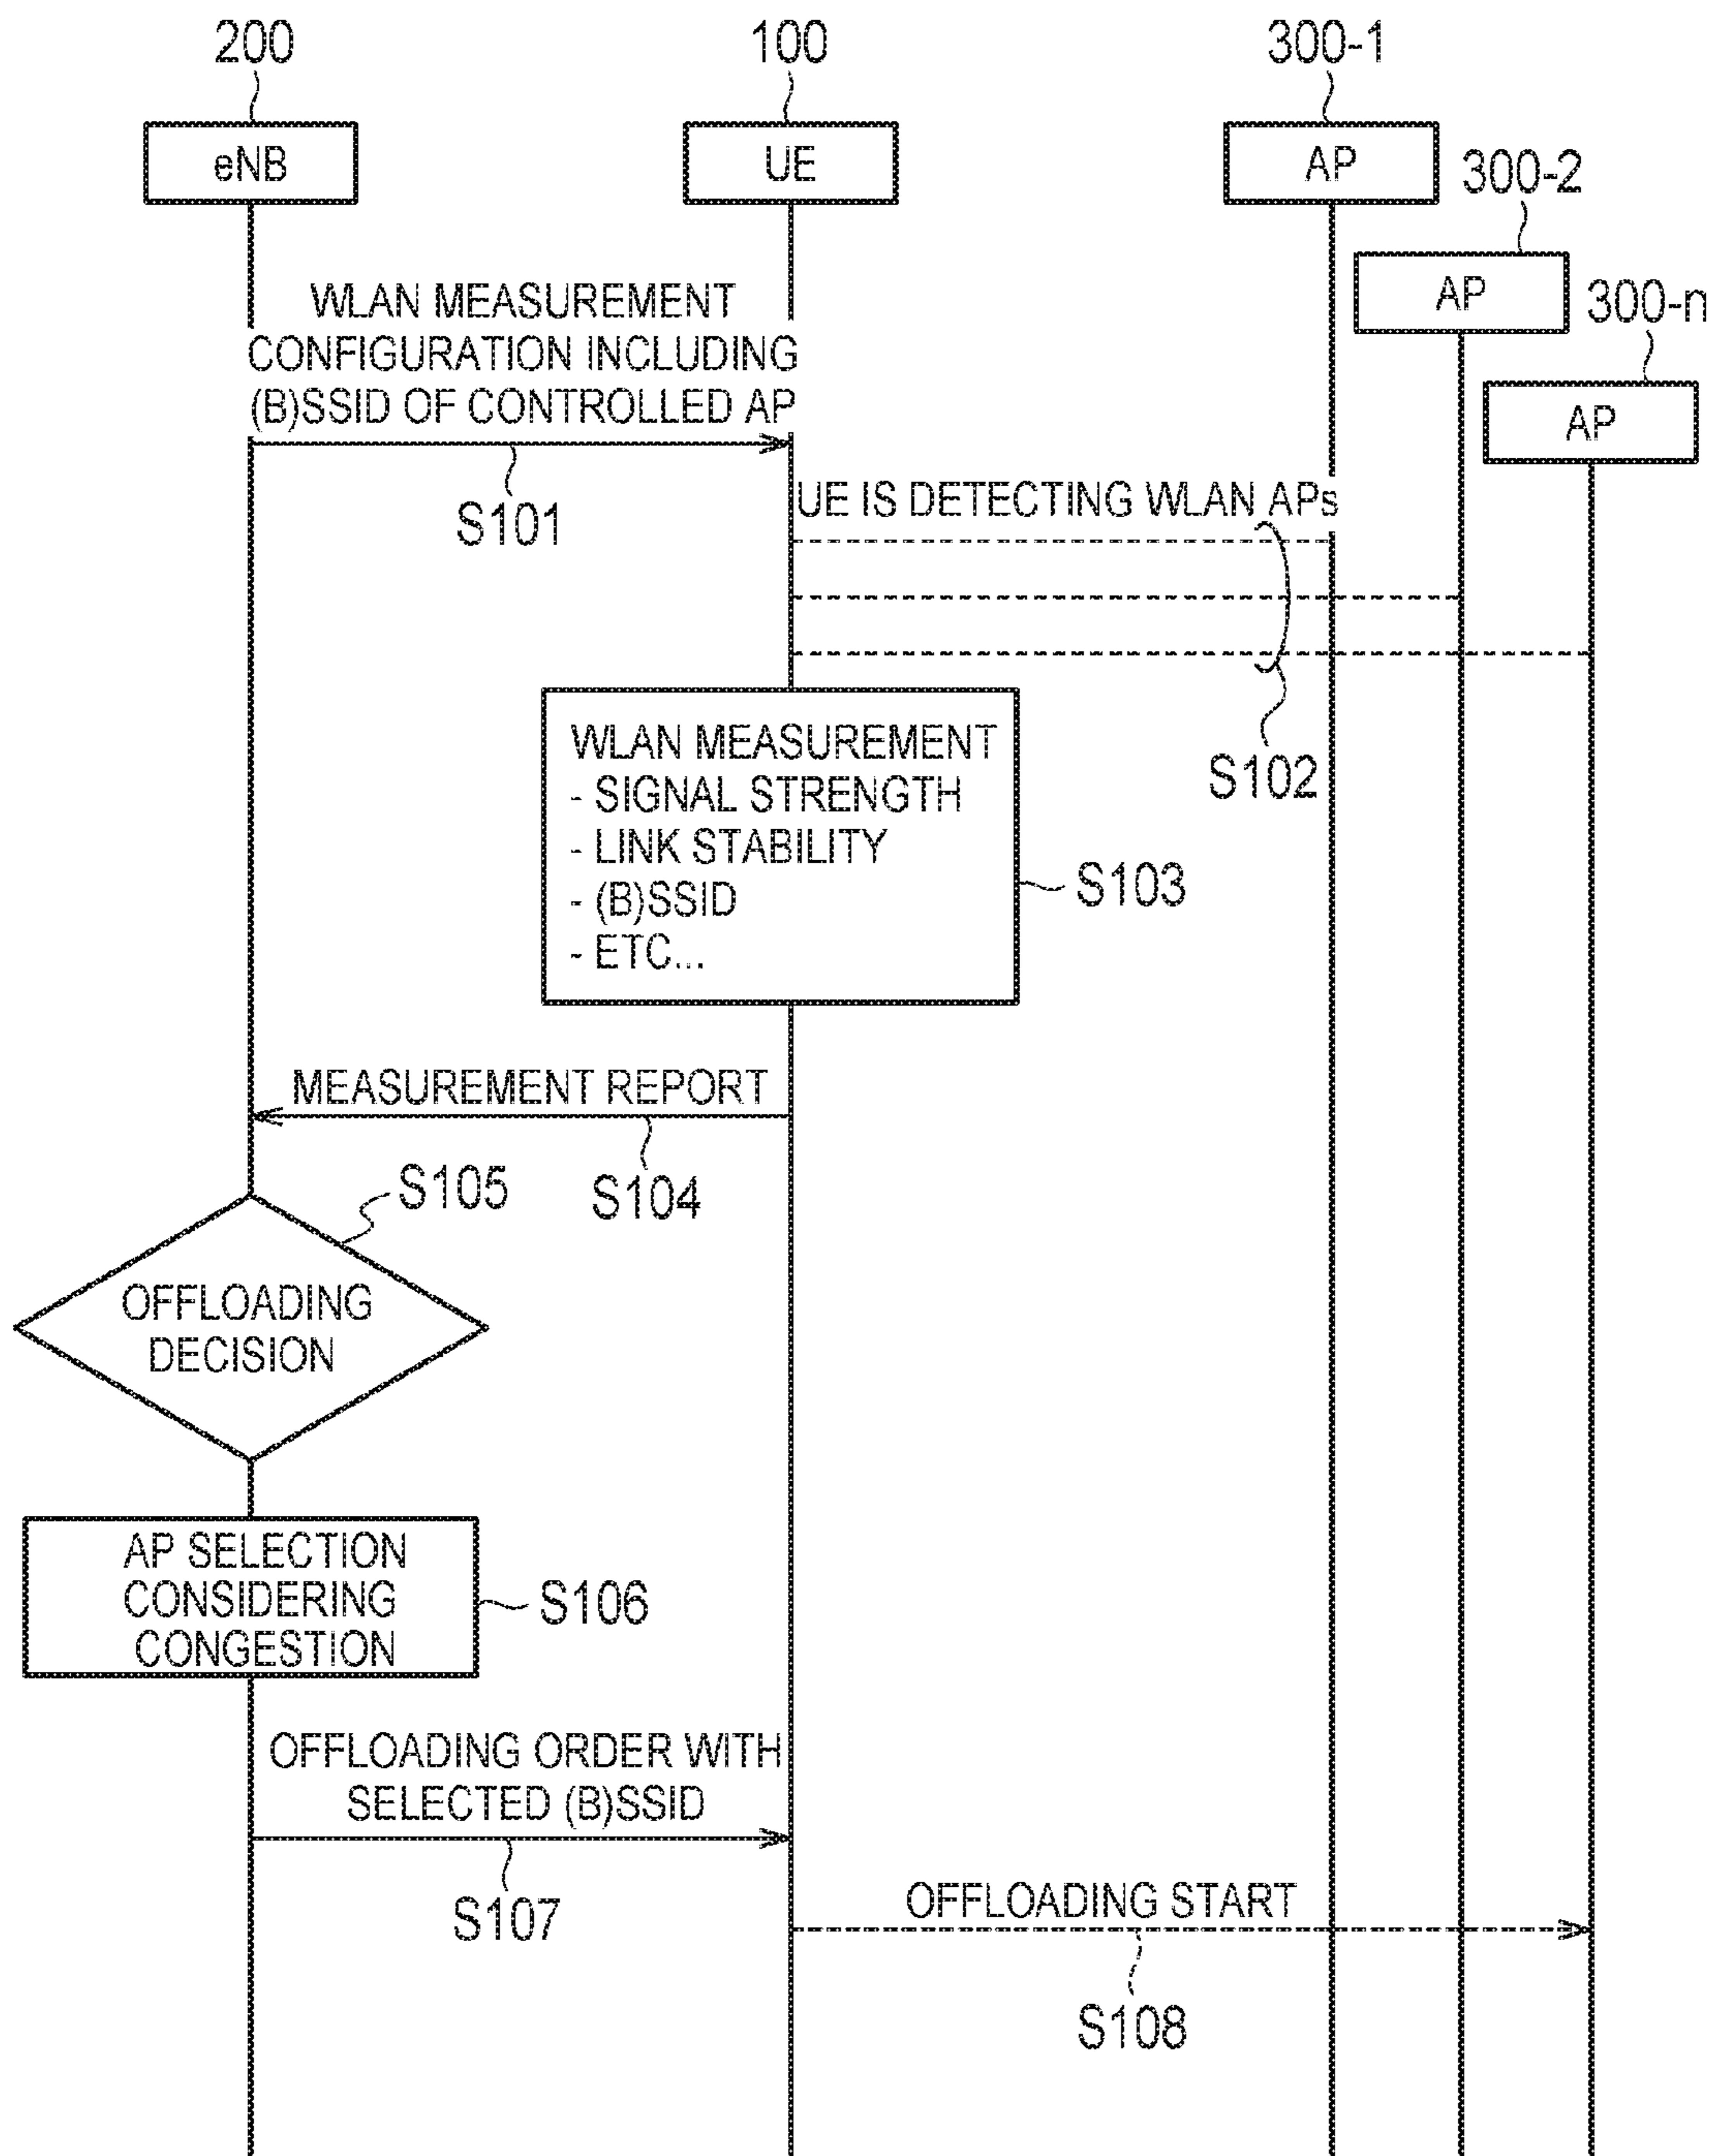 200
100
300-1
eNB
UE
AP
300-2
AP
300-n
AP
WLAN MEASUREMENT
CONFIGURATION INCLUDING
(B)SSID OF CONTROLLED AP
S101
UE IS DETECTING WLAN APs
S102
WLAN MEASUREMENT
- SIGNAL STRENGTH
- LINK STABILITY
- (B)SSID
- ETC...
S103
MEASUREMENT REPORT
S104
S105
OFFLOADING
DECISION
AP SELECTION
CONSIDERING
CONGESTION
S106
OFFLOADING ORDER WITH
SELECTED (B)SSID
S107
OFFLOADING START
S108